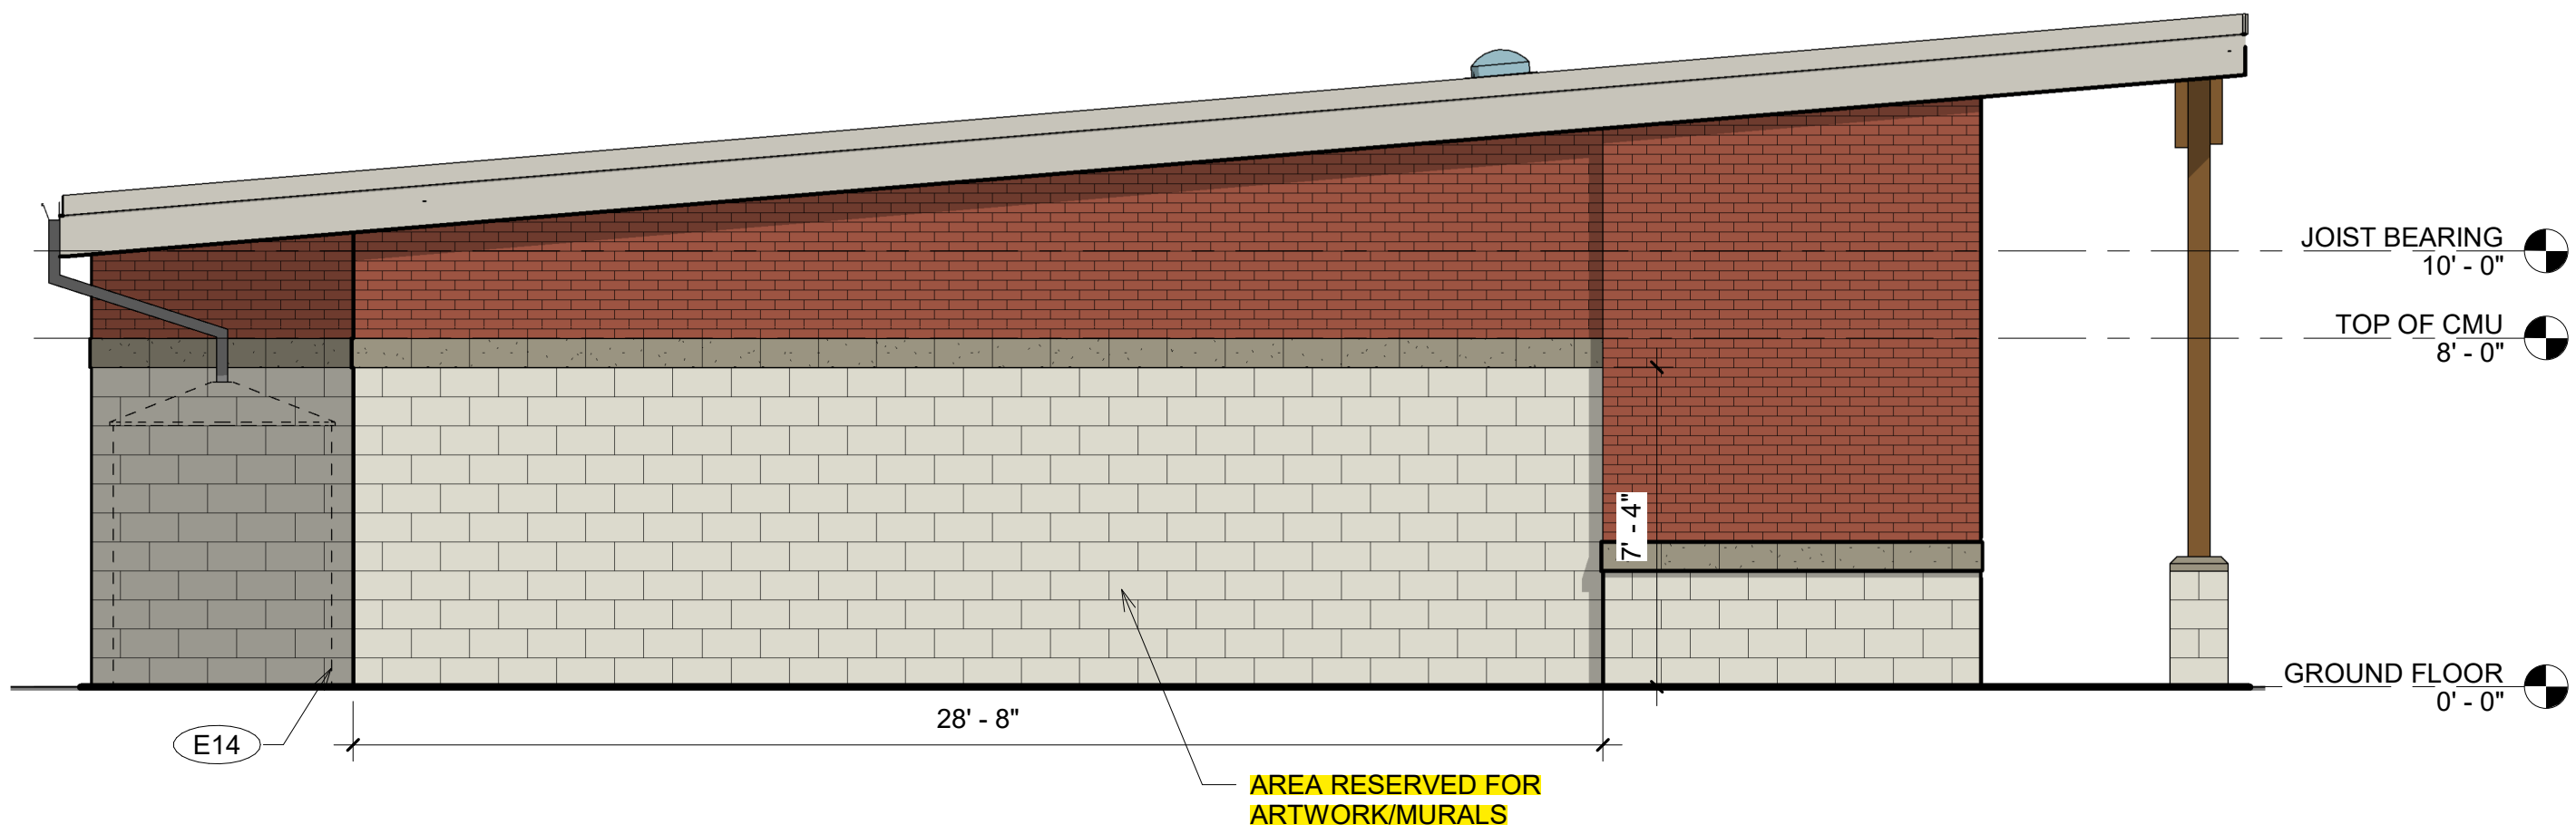 JOIST BEARING
10' - 0"
TOP OF CMU
8' - 0"
7' - 4"
GROUND FLOOR
0' - 0"
28' - 8"
E14
AREA RESERVED FOR
ARTWORK/MURALS